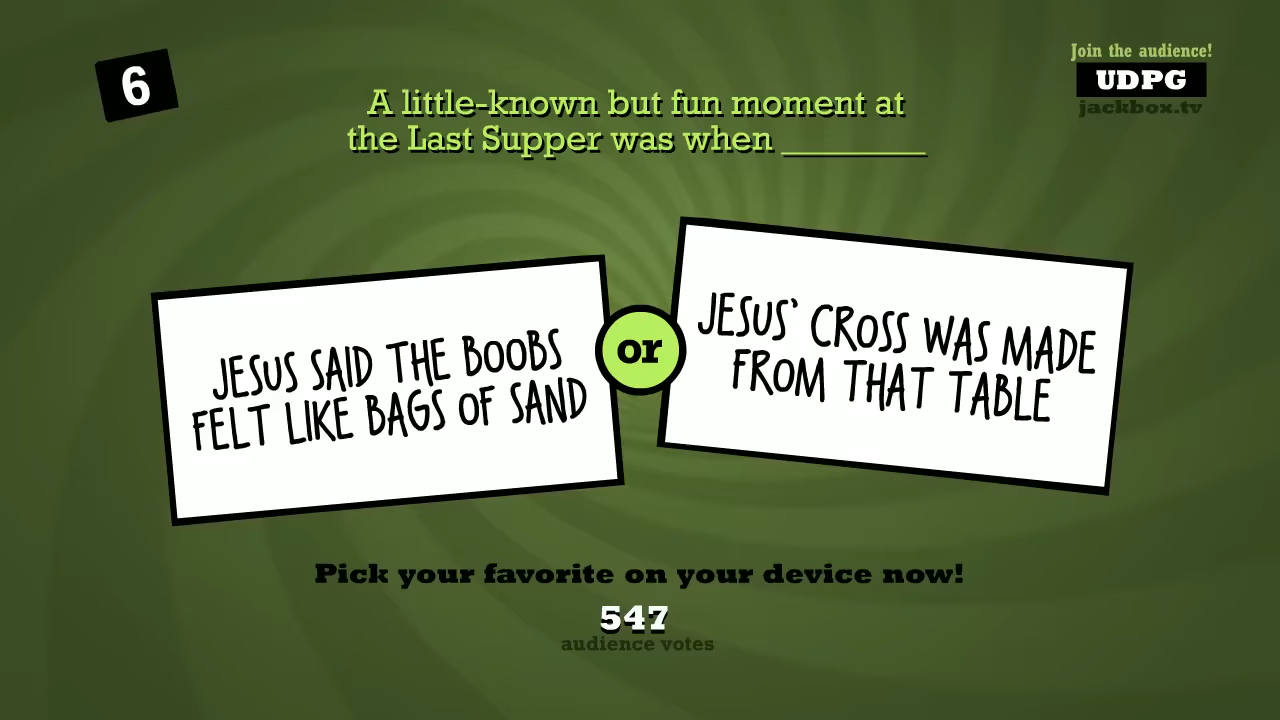 6
Join the audience!
UDPG
jackbox.tv
A little-known but fun moment at
the Last Supper was when ________
JESUS SAID THE BOOBS
FELT LIKE BAGS OF SAND
or
JESUS' CROSS WAS MADE
FROM THAT TABLE
Pick your favorite on your device now!
547
audience votes